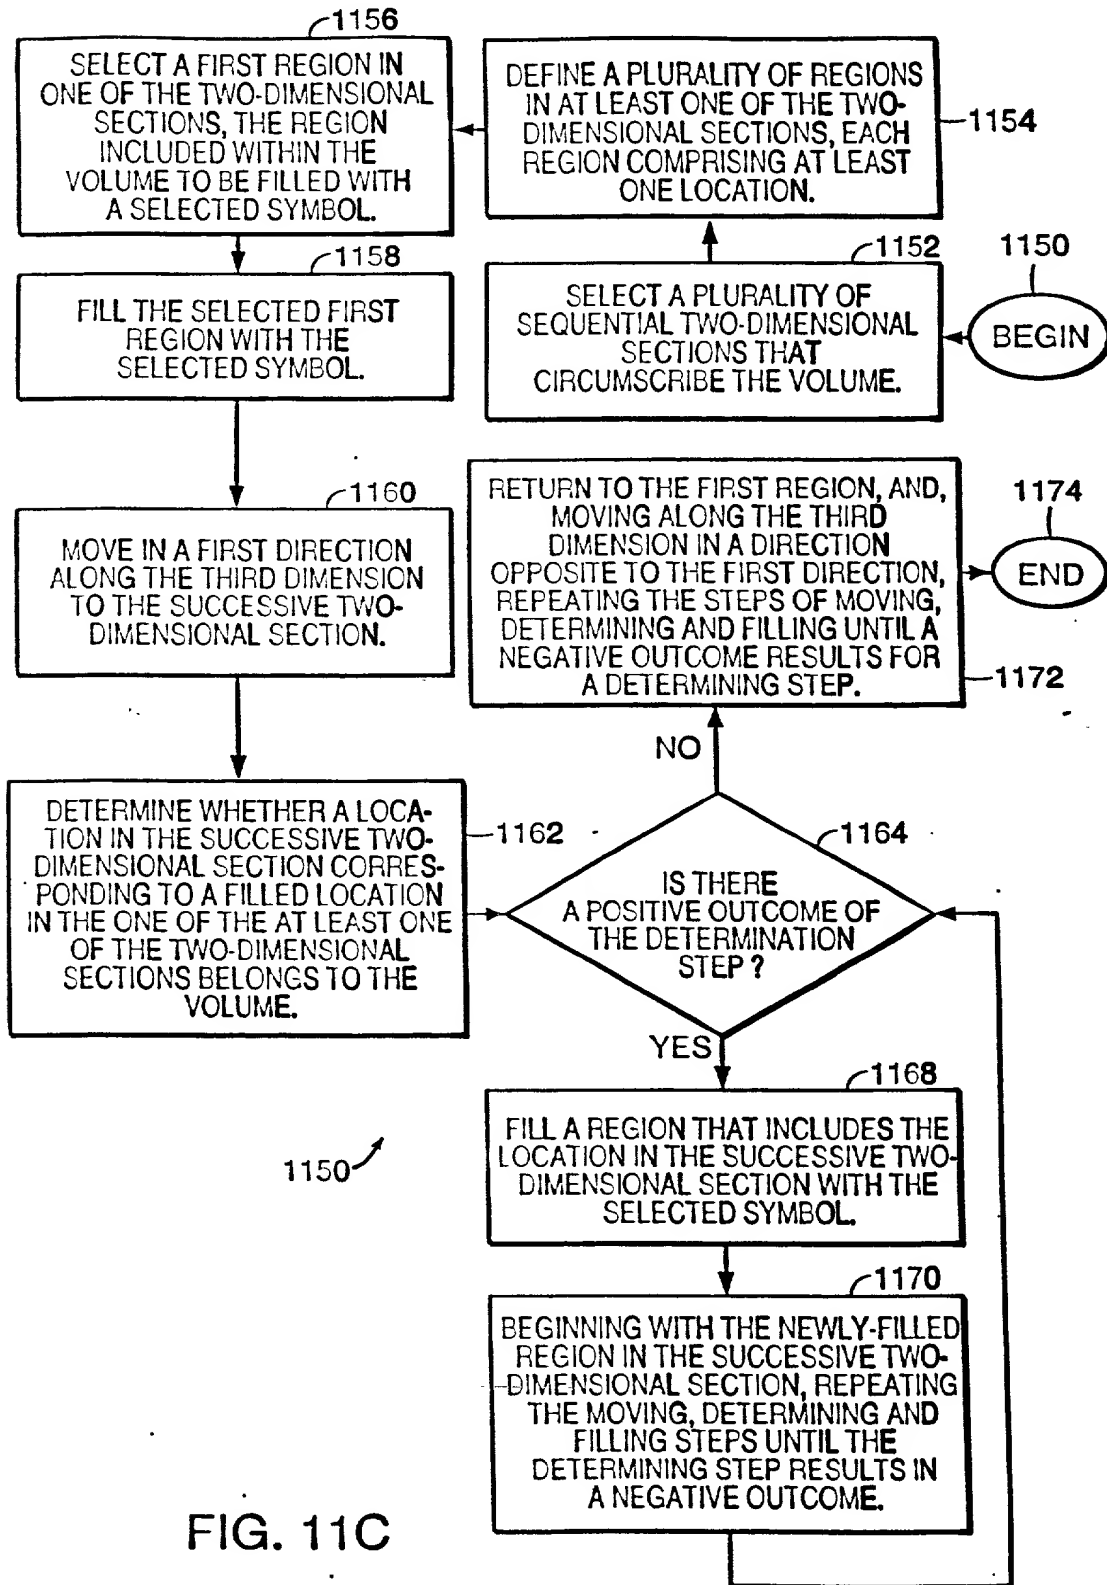 1150
BEGIN
1152
SELECT A PLURALITY OF
SEQUENTIAL TWO-DIMENSIONAL
SECTIONS THAT
CIRCUMSCRIBE THE VOLUME.
DEFINE A PLURALITY OF REGIONS
IN AT LEAST ONE OF THE TWO-
DIMENSIONAL SECTIONS, EACH
REGION COMPRISING AT LEAST
ONE LOCATION.
1154
1156
SELECT A FIRST REGION IN
ONE OF THE TWO-DIMENSIONAL
SECTIONS, THE REGION
INCLUDED WITHIN THE
VOLUME TO BE FILLED WITH
A SELECTED SYMBOL.
1158
FILL THE SELECTED FIRST
REGION WITH THE
SELECTED SYMBOL.
1160
MOVE IN A FIRST DIRECTION
ALONG THE THIRD DIMENSION
TO THE SUCCESSIVE TWO-
DIMENSIONAL SECTION.
DETERMINE WHETHER A LOCA-
TION IN THE SUCCESSIVE TWO-
DIMENSIONAL SECTION CORRES-
PONDING TO A FILLED LOCATION
IN THE ONE OF THE AT LEAST ONE
OF THE TWO-DIMENSIONAL
SECTIONS BELONGS TO THE
VOLUME.
1162
1164
IS THERE
A POSITIVE OUTCOME OF
THE DETERMINATION
STEP?
NO
RETURN TO THE FIRST REGION, AND,
MOVING ALONG THE THIRD
DIMENSION IN A DIRECTION
OPPOSITE TO THE FIRST DIRECTION,
REPEATING THE STEPS OF MOVING,
DETERMINING AND FILLING UNTIL A
NEGATIVE OUTCOME RESULTS FOR
A DETERMINING STEP.
1172
1174
END
YES
1168
FILL A REGION THAT INCLUDES THE
LOCATION IN THE SUCCESSIVE TWO-
DIMENSIONAL SECTION WITH THE
SELECTED SYMBOL.
1170
BEGINNING WITH THE NEWLY-FILLED
REGION IN THE SUCCESSIVE TWO-
DIMENSIONAL SECTION, REPEATING
THE MOVING, DETERMINING AND
FILLING STEPS UNTIL THE
DETERMINING STEP RESULTS IN
A NEGATIVE OUTCOME.
1150
FIG. 11C